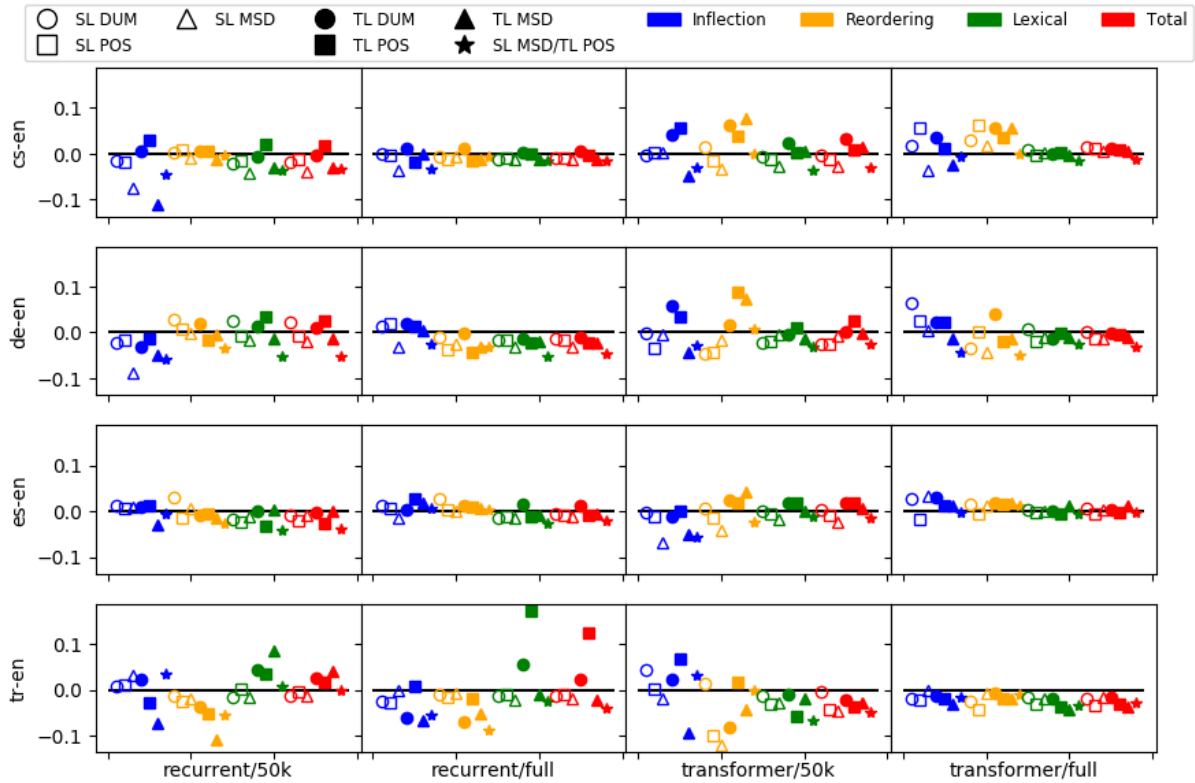 SL DUM SL MSD TL DUM TL MSD Inflection Reordering Lexical Total
SL POS TL POS SL MSD/TL POS
cs-en
0.1
0.0
−0.1
de-en
0.1
0.0
−0.1
es-en
0.1
0.0
−0.1
tr-en
0.1
0.0
−0.1
recurrent/50k recurrent/full transformer/50k transformer/full